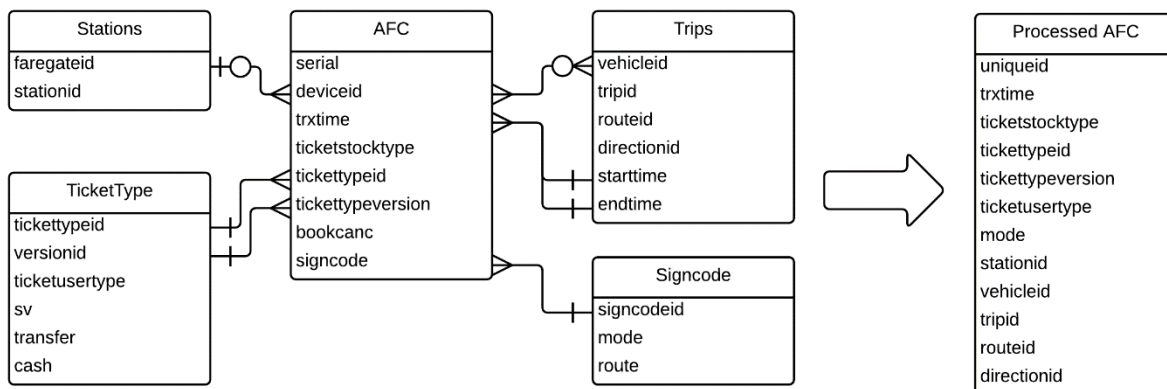 Stations
faregateid
stationid
TicketType
tickettypeid
versionid
ticketusertype
sv
transfer
cash
AFC
serial
deviceid
trxtime
ticketstocktype
tickettypeid
tickettypeversion
bookcanc
signcode
Trips
vehicleid
tripid
routeid
directionid
starttime
endtime
Signcode
signcodeid
mode
route
Processed AFC
uniqueid
trxtime
ticketstocktype
tickettypeid
tickettypeversion
ticketusertype
mode
stationid
vehicleid
tripid
routeid
directionid